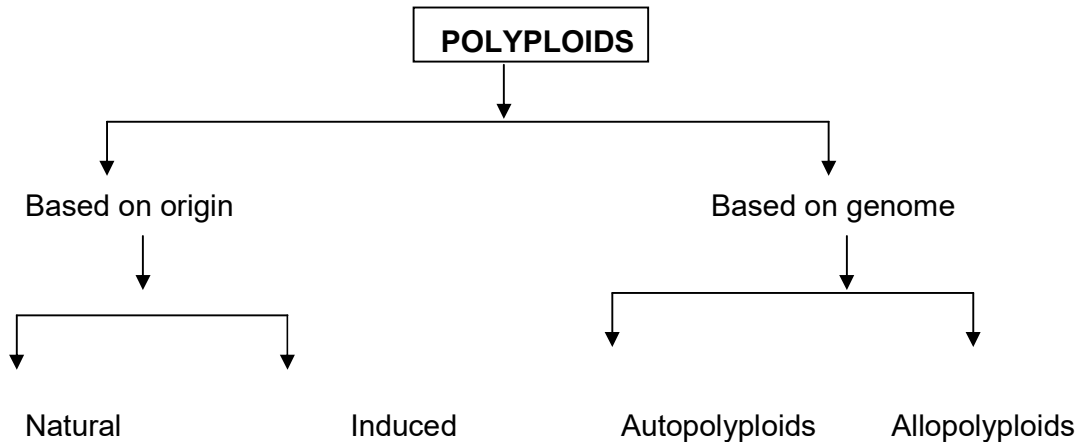 POLYPLOIDS
Based on origin Based on genome
Natural Induced Autopolyploids Allopolyploids